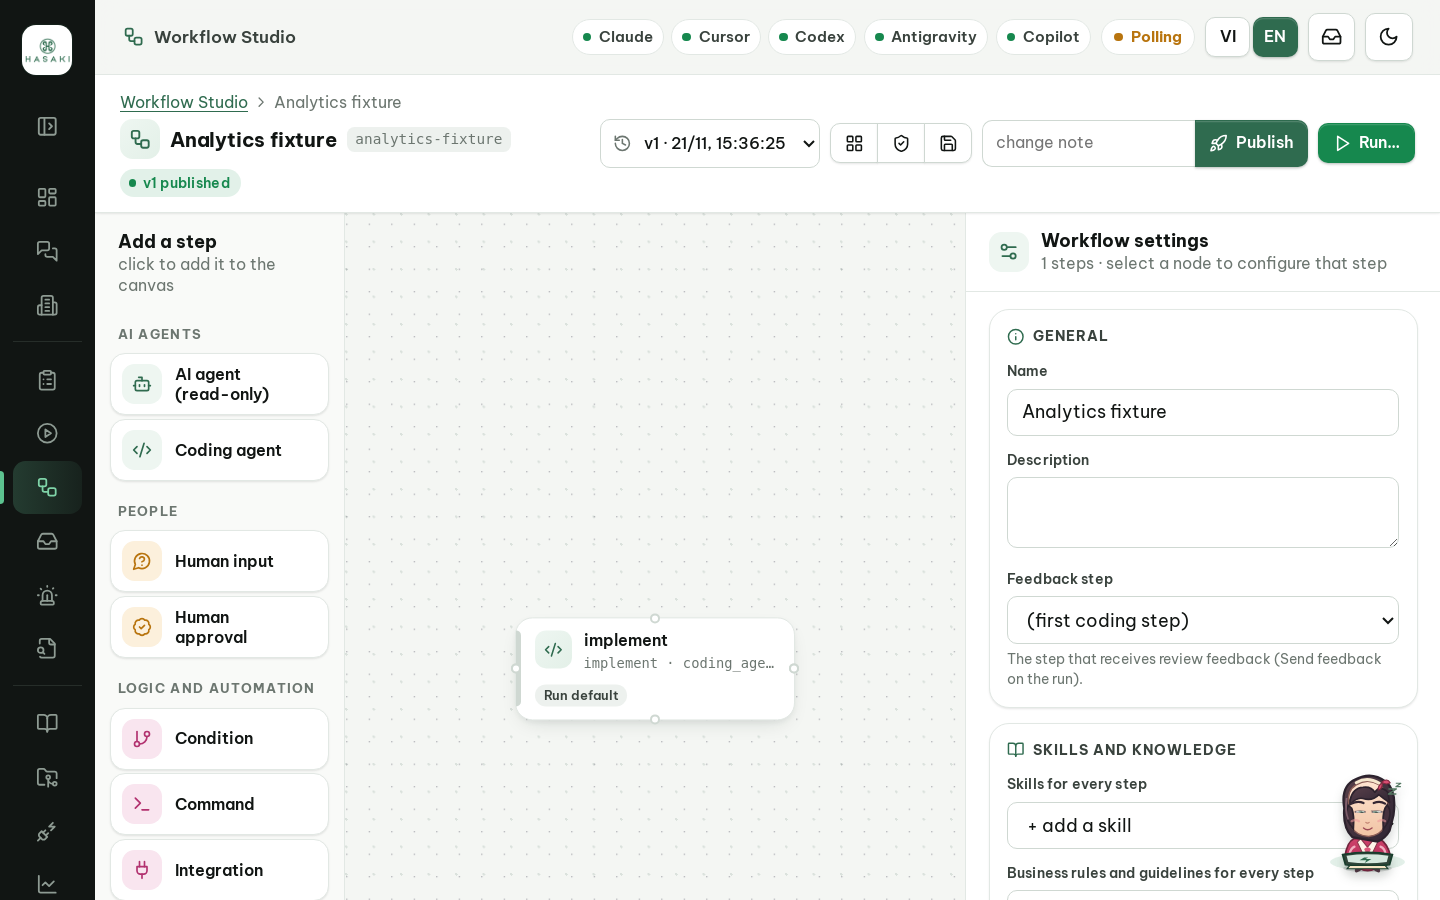 HASAKI
Workflow Studio
Claude
Cursor
Codex
Antigravity
Copilot
Polling
VI
EN
Workflow Studio > Analytics fixture
Analytics fixture
analytics-fixture
v1 published
v1 · 21/11, 15:36:25
change note
Publish
Run...
Add a step
click to add it to the
canvas
AI AGENTS
AI agent
(read-only)
Coding agent
PEOPLE
Human input
Human
approval
LOGIC AND AUTOMATION
Condition
Command
Integration
implement
implement · coding_age…
Run default
Workflow settings
1 steps · select a node to configure that step
GENERAL
Name
Analytics fixture
Description
Feedback step
(first coding step)
The step that receives review feedback (Send feedback
on the run).
SKILLS AND KNOWLEDGE
Skills for every step
+ add a skill
Business rules and guidelines for every step